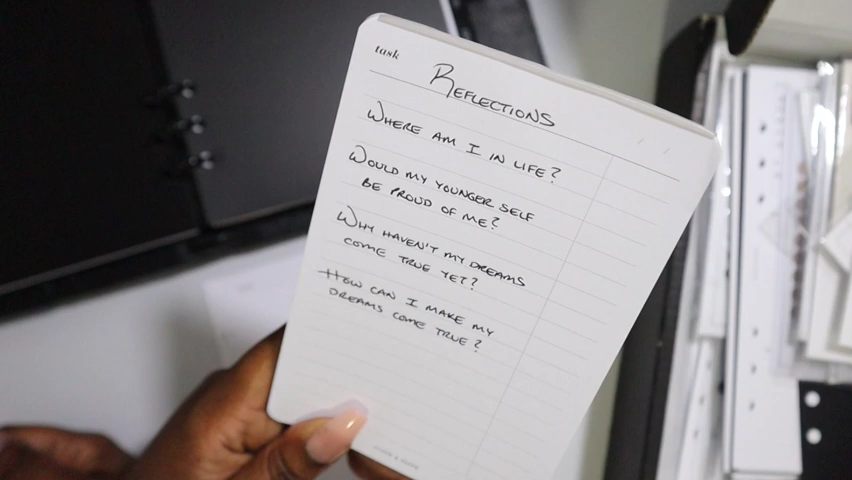 task
REFLECTIONS
WHERE AM I IN LIFE?
WOULD MY YOUNGER SELF
BE PROUD OF ME?
WHY HAVEN'T MY DREAMS
COME TRUE YET?
HOW CAN I MAKE MY
DREAMS COME TRUE?